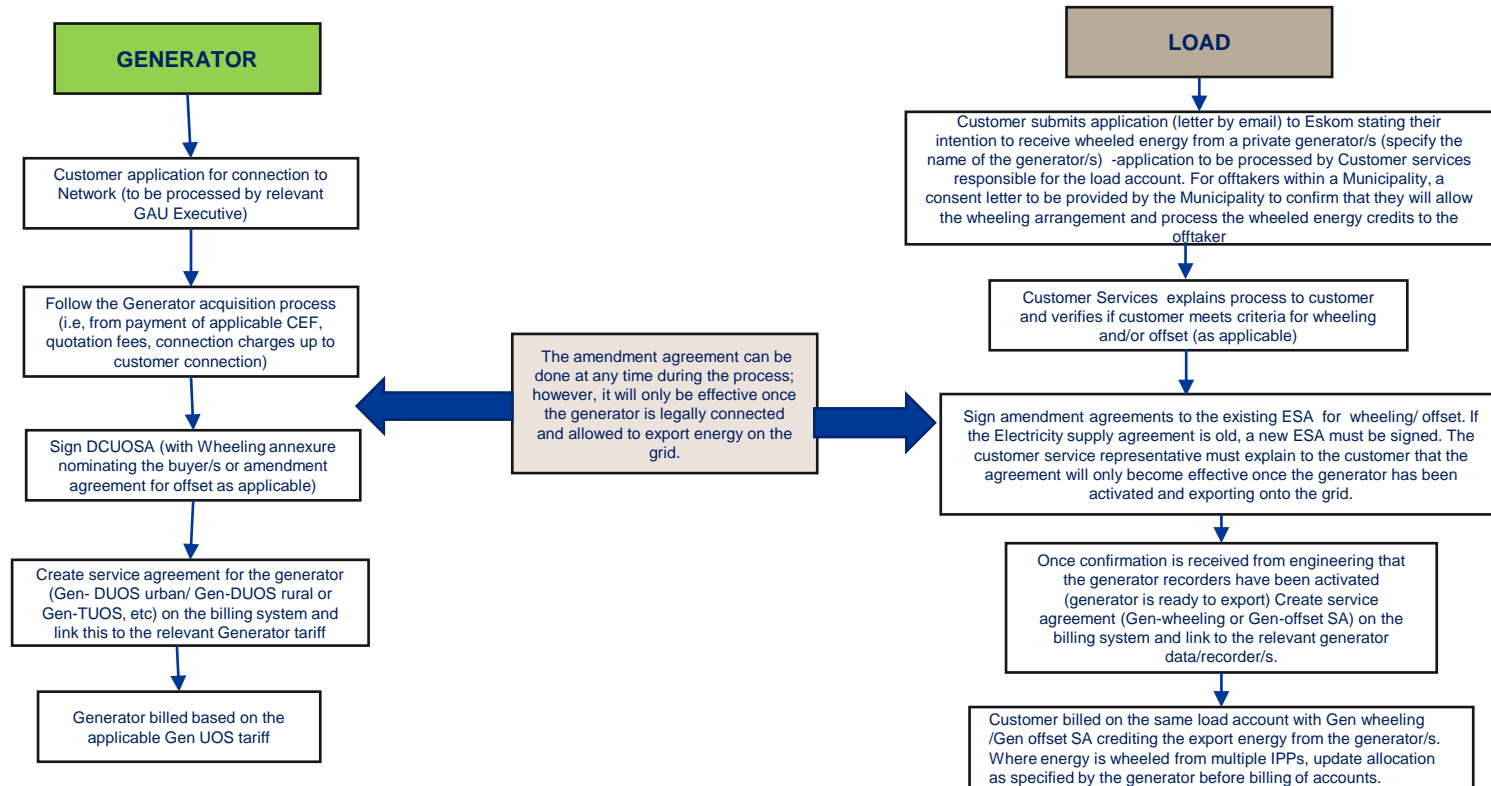 GENERATOR
Customer application for connection to
Network (to be processed by relevant
GAU Executive)
Follow the Generator acquisition process
(i.e, from payment of applicable CEF,
quotation fees, connection charges up to
customer connection)
Sign DCUOSA (with Wheeling annexure
nominating the buyer/s or amendment
agreement for offset as applicable)
Create service agreement for the generator
(Gen- DUOS urban/ Gen-DUOS rural or
Gen-TUOS, etc) on the billing system and
link this to the relevant Generator tariff
Generator billed based on the
applicable Gen UOS tariff
The amendment agreement can be
done at any time during the process;
however, it will only be effective once
the generator is legally connected
and allowed to export energy on the
grid.
LOAD
Customer submits application (letter by email) to Eskom stating their
intention to receive wheeled energy from a private generator/s (specify the
name of the generator/s) -application to be processed by Customer services
responsible for the load account. For offtakers within a Municipality, a
consent letter to be provided by the Municipality to confirm that they will allow
the wheeling arrangement and process the wheeled energy credits to the
offtaker
Customer Services explains process to customer
and verifies if customer meets criteria for wheeling
and/or offset (as applicable)
Sign amendment agreements to the existing ESA for wheeling/ offset. If
the Electricity supply agreement is old, a new ESA must be signed. The
customer service representative must explain to the customer that the
agreement will only become effective once the generator has been
activated and exporting onto the grid.
Once confirmation is received from engineering that
the generator recorders have been activated
(generator is ready to export) Create service
agreement (Gen-wheeling or Gen-offset SA) on the
billing system and link to the relevant generator
data/recorder/s.
Customer billed on the same load account with Gen wheeling
/Gen offset SA crediting the export energy from the generator/s.
Where energy is wheeled from multiple IPPs, update allocation
as specified by the generator before billing of accounts.